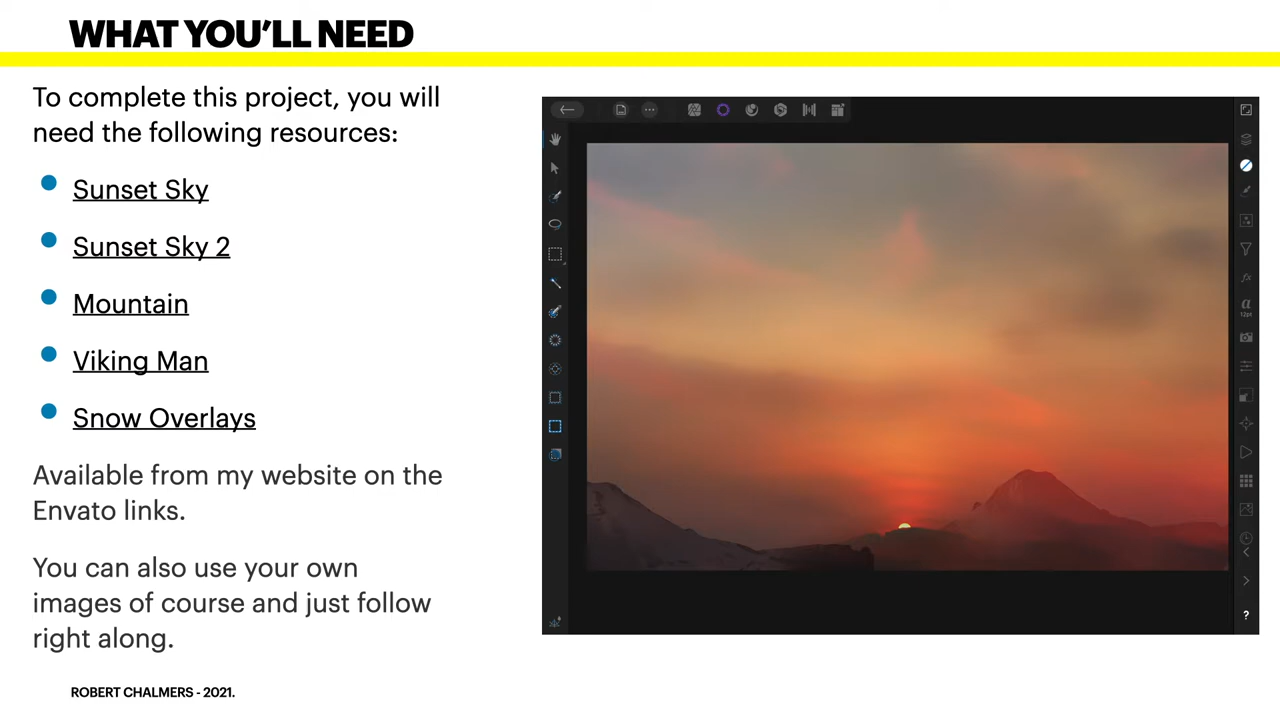 WHAT YOU’LL NEED
To complete this project, you will
need the following resources:
Sunset Sky
Sunset Sky 2
Mountain
Viking Man
Snow Overlays
Available from my website on the
Envato links.
You can also use your own
images of course and just follow
right along.
ROBERT CHALMERS - 2021.
fx
a
12pt
?